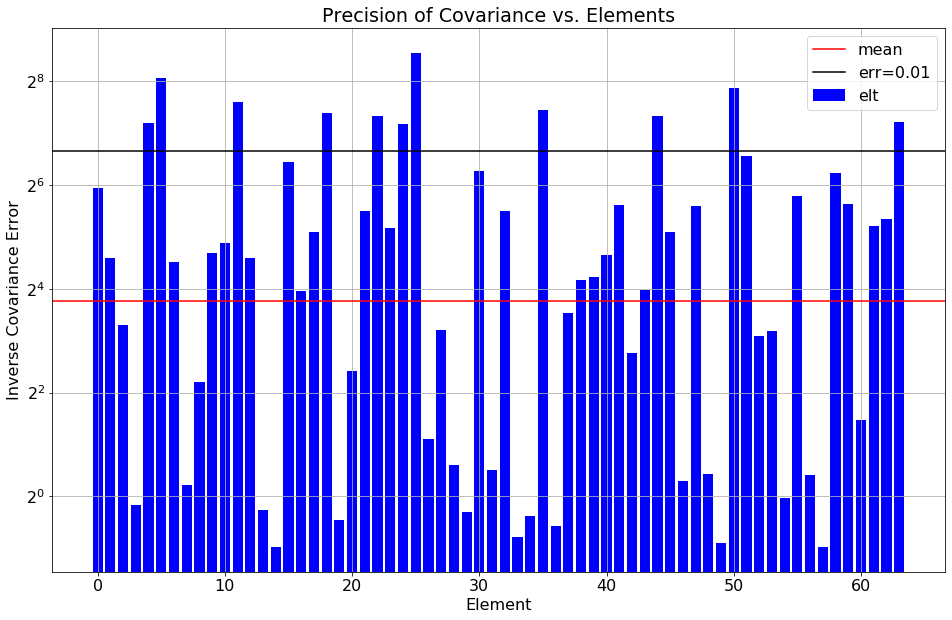 Precision of Covariance vs. Elements
mean
err=0.01
elt
Inverse Covariance Error
2^8
2^6
2^4
2^2
2^0
0 10 20 30 40 50 60
Element